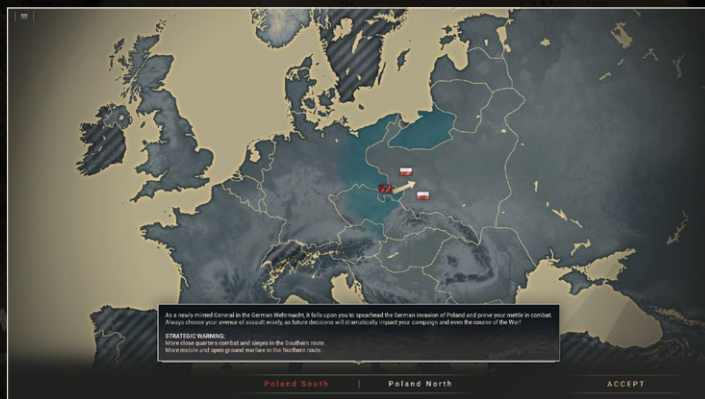 As a newly minted General in the German Wehrmacht, it falls upon you to spearhead the German invasion of Poland and prove your mettle in combat.
Always choose your avenue of assault wisely, as future decisions will dramatically impact your campaign and even the course of the War!
STRATEGIC WARNING:
More close quarters combat and sieges in the Southern route.
More mobile and open ground warfare in the Northern route.
Poland South | Poland North
ACCEPT